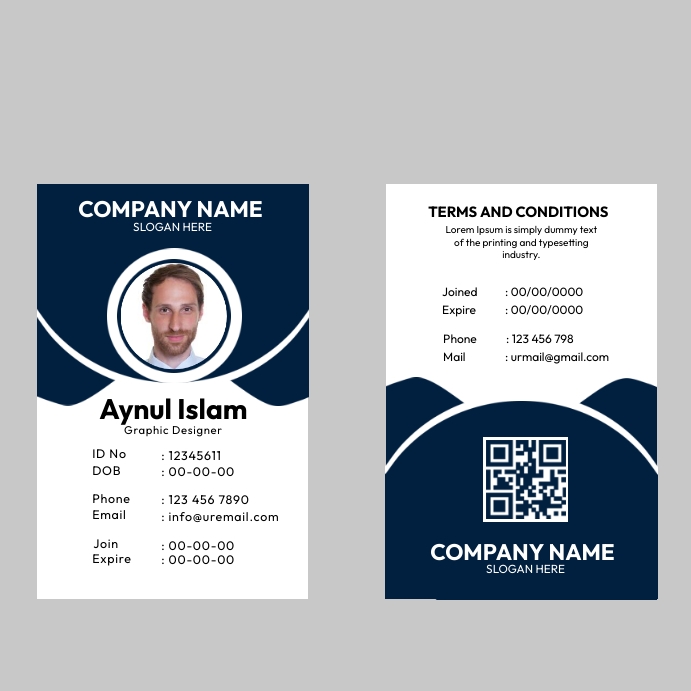 COMPANY NAME
SLOGAN HERE
Aynul Islam
Graphic Designer
ID No : 12345611
DOB : 00-00-00
Phone : 123 456 7890
Email : info@uremail.com
Join : 00-00-00
Expire : 00-00-00
TERMS AND CONDITIONS
Lorem Ipsum is simply dummy text
of the printing and typesetting
industry.
Joined : 00/00/0000
Expire : 00/00/0000
Phone : 123 456 798
Mail : urmail@gmail.com
COMPANY NAME
SLOGAN HERE